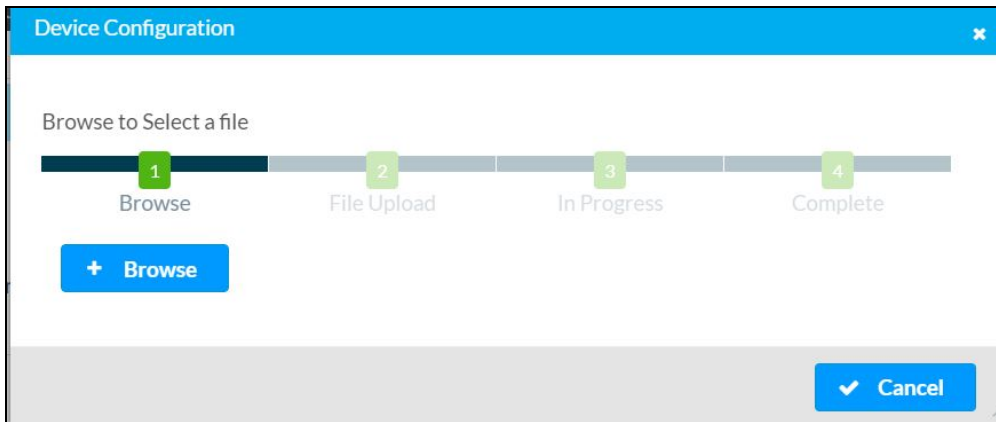 Device Configuration
Browse to Select a file
1 2 3 4
Browse File Upload In Progress Complete
+ Browse
Cancel